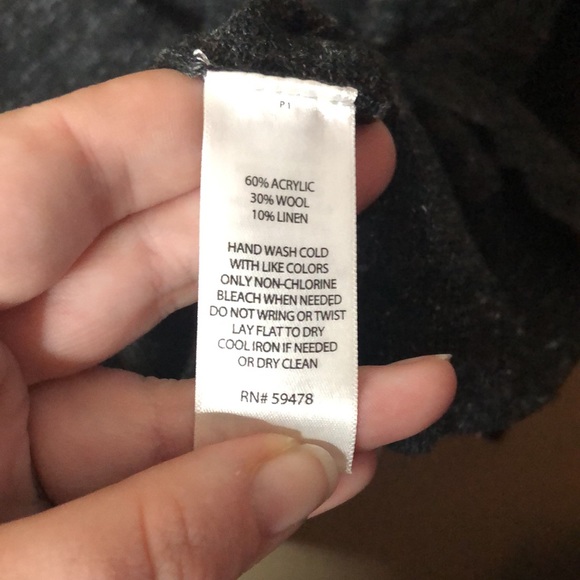 P1
60% ACRYLIC
30% WOOL
10% LINEN
HAND WASH COLD
WITH LIKE COLORS
ONLY NON-CHLORINE
BLEACH WHEN NEEDED
DO NOT WRING OR TWIST
LAY FLAT TO DRY
COOL IRON IF NEEDED
OR DRY CLEAN
RN# 59478